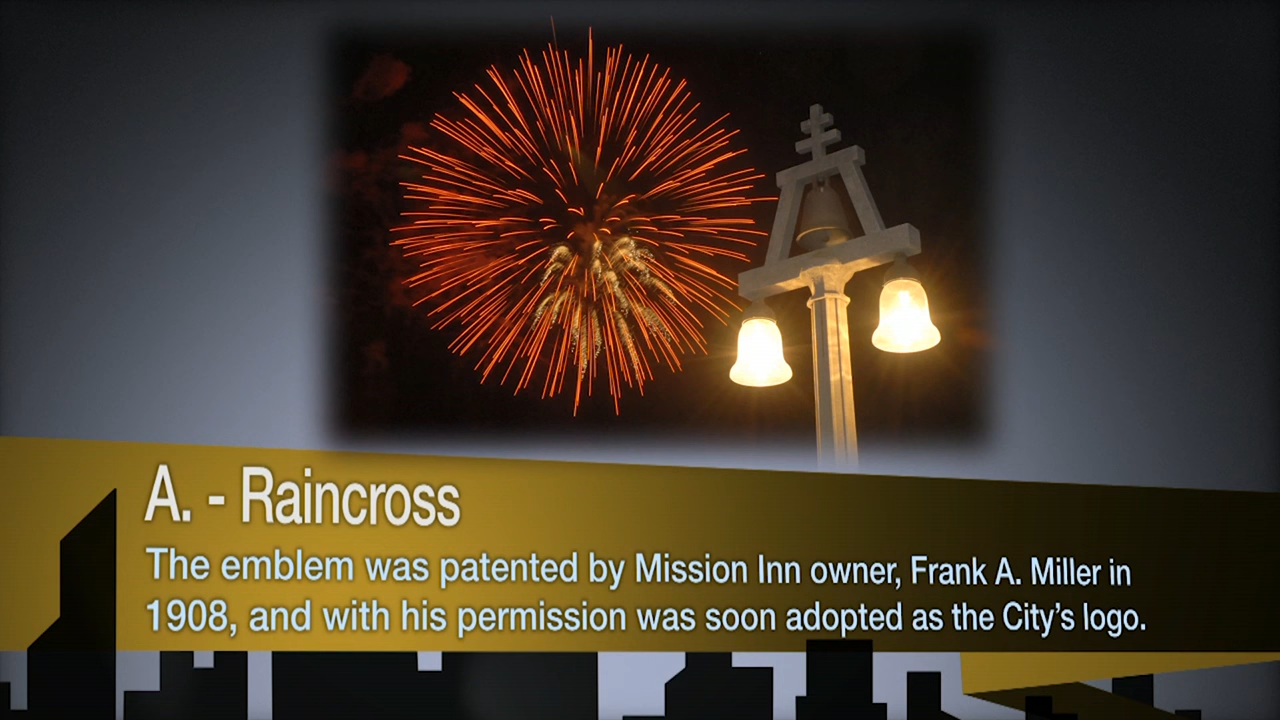 A. - Raincross
The emblem was patented by Mission Inn owner, Frank A. Miller in
1908, and with his permission was soon adopted as the City's logo.